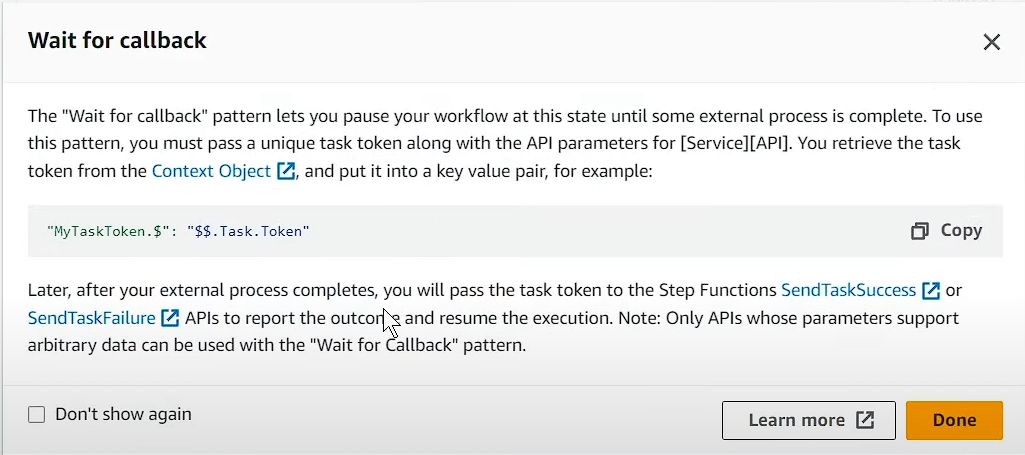 Wait for callback
The "Wait for callback" pattern lets you pause your workflow at this state until some external process is complete. To use
this pattern, you must pass a unique task token along with the API parameters for [Service][API]. You retrieve the task
token from the Context Object, and put it into a key value pair, for example:
"MyTaskToken.$": "$$.Task.Token"
Copy
Later, after your external process completes, you will pass the task token to the Step Functions SendTaskSuccess or
SendTaskFailure APIs to report the outcome and resume the execution. Note: Only APIs whose parameters support
arbitrary data can be used with the "Wait for Callback" pattern.
Don't show again
Learn more
Done